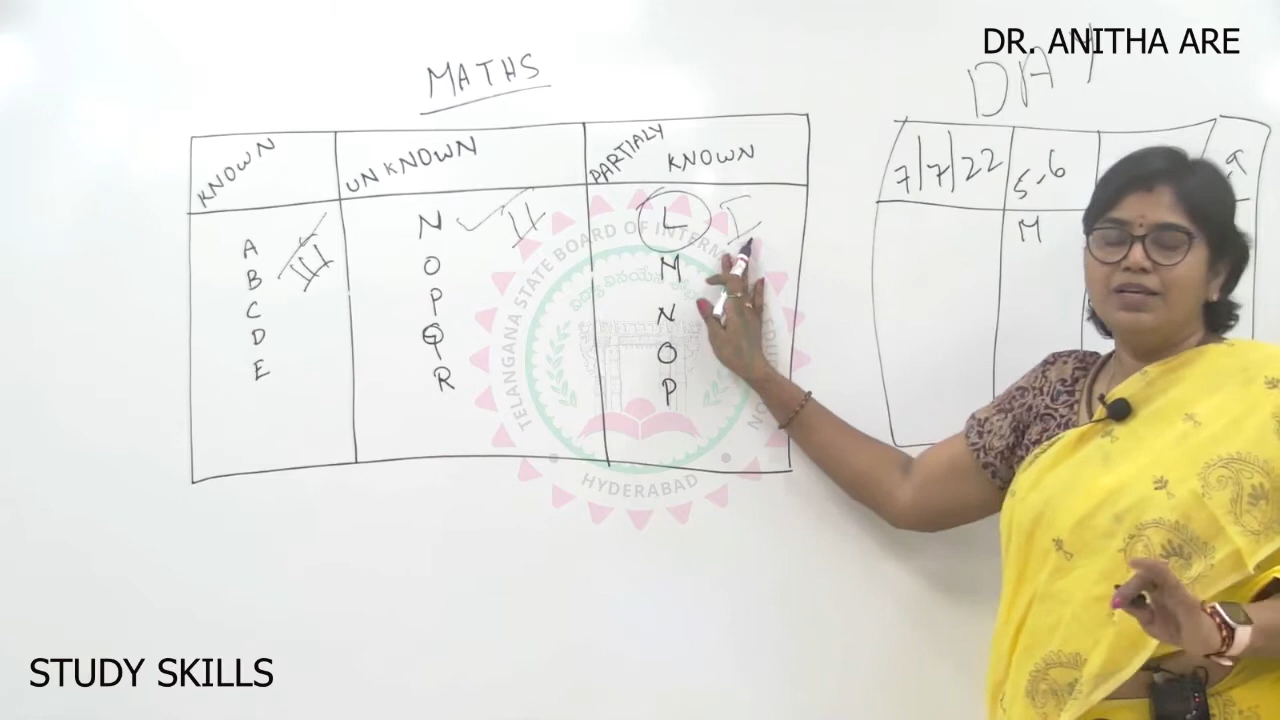 DR. ANITHA ARE
MATHS
DAY
KNOWN
UNKNOWN
PARTIALY KNOWN
7/7/22
5-6
A
B
C
D
E
III
N ✓ II
O
P
Q
R
L I
M
N
O
P
M
TELANGANA STATE BOARD OF INTERMEDIATE EDUCATION
HYDERABAD
STUDY SKILLS